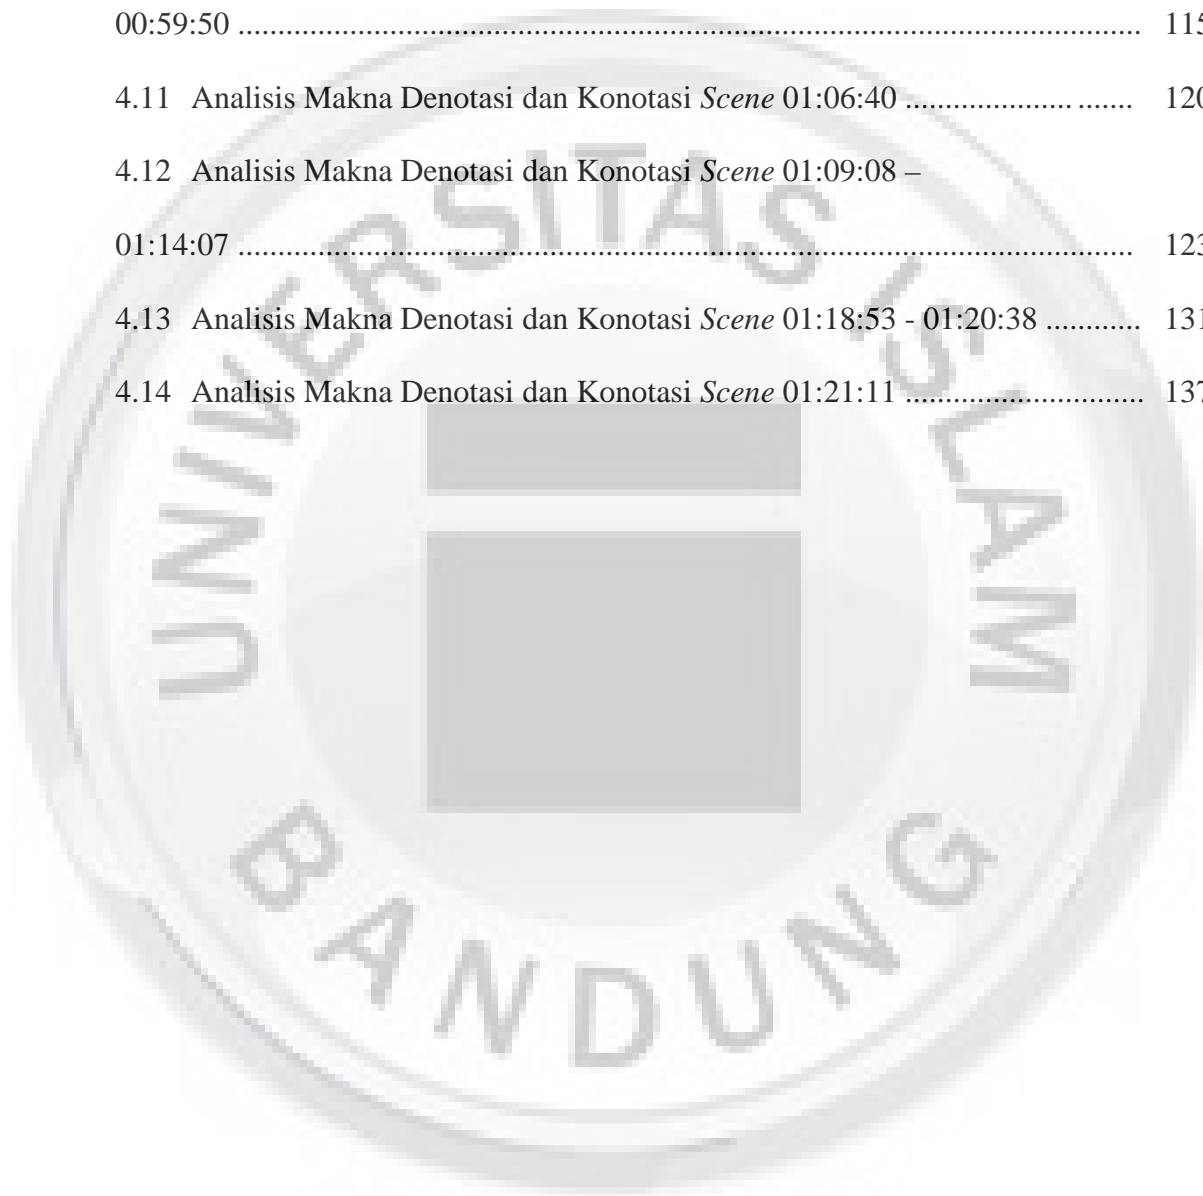 00:59:50 ............................................................................................................. 115
4.11 Analisis Makna Denotasi dan Konotasi Scene 01:06:40 .................... ....... 120
4.12 Analisis Makna Denotasi dan Konotasi Scene 01:09:08 –
01:14:07 ............................................................................................................ 123
4.13 Analisis Makna Denotasi dan Konotasi Scene 01:18:53 - 01:20:38 ............ 131
4.14 Analisis Makna Denotasi dan Konotasi Scene 01:21:11 ............................. 137
UNIVERSITAS ISLAM
BANDUNG